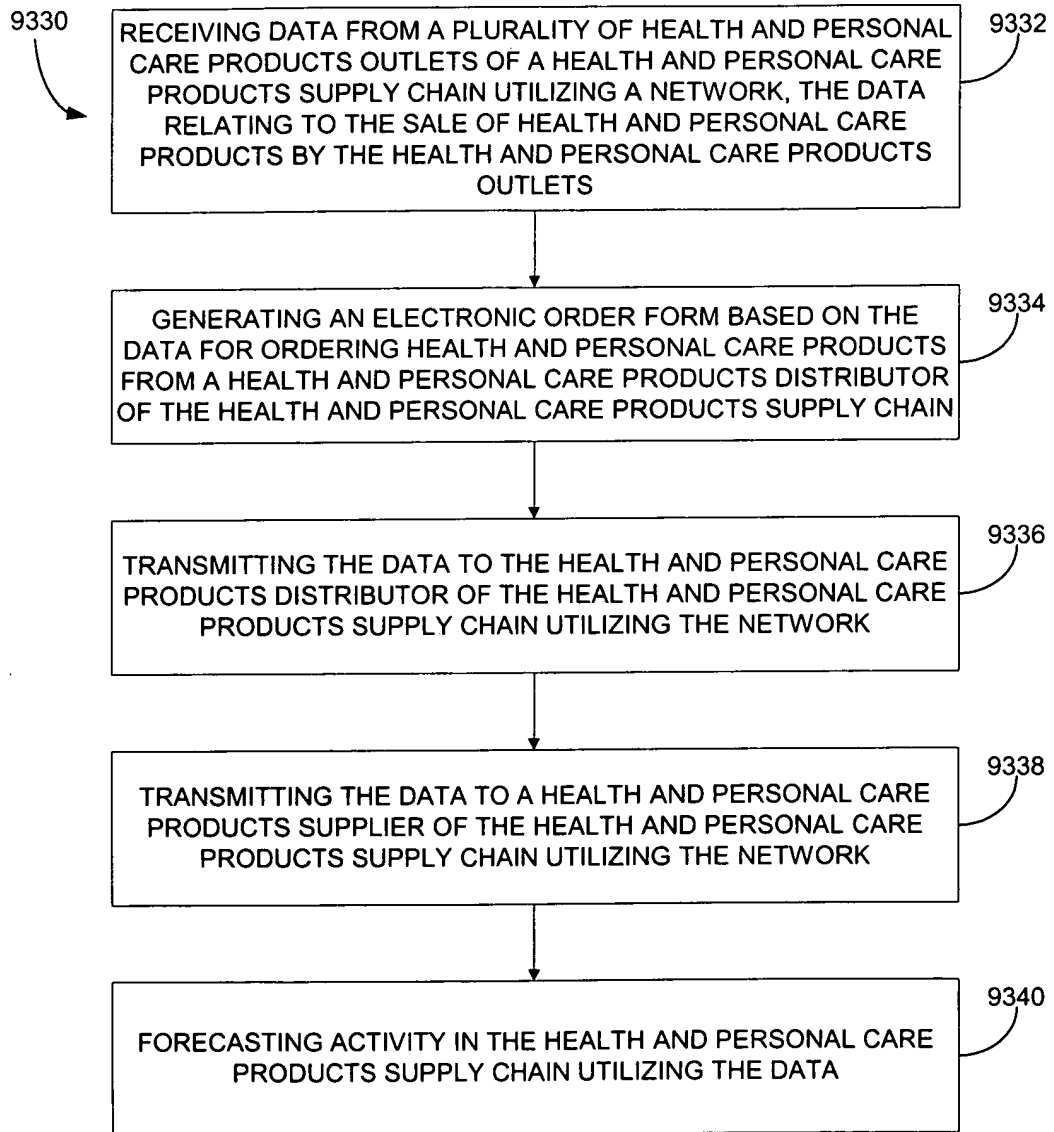 9330
RECEIVING DATA FROM A PLURALITY OF HEALTH AND PERSONAL
CARE PRODUCTS OUTLETS OF A HEALTH AND PERSONAL CARE
PRODUCTS SUPPLY CHAIN UTILIZING A NETWORK, THE DATA
RELATING TO THE SALE OF HEALTH AND PERSONAL CARE
PRODUCTS BY THE HEALTH AND PERSONAL CARE PRODUCTS
OUTLETS
9332
GENERATING AN ELECTRONIC ORDER FORM BASED ON THE
DATA FOR ORDERING HEALTH AND PERSONAL CARE PRODUCTS
FROM A HEALTH AND PERSONAL CARE PRODUCTS DISTRIBUTOR
OF THE HEALTH AND PERSONAL CARE PRODUCTS SUPPLY CHAIN
9334
TRANSMITTING THE DATA TO THE HEALTH AND PERSONAL CARE
PRODUCTS DISTRIBUTOR OF THE HEALTH AND PERSONAL CARE
PRODUCTS SUPPLY CHAIN UTILIZING THE NETWORK
9336
TRANSMITTING THE DATA TO A HEALTH AND PERSONAL CARE
PRODUCTS SUPPLIER OF THE HEALTH AND PERSONAL CARE
PRODUCTS SUPPLY CHAIN UTILIZING THE NETWORK
9338
FORECASTING ACTIVITY IN THE HEALTH AND PERSONAL CARE
PRODUCTS SUPPLY CHAIN UTILIZING THE DATA
9340